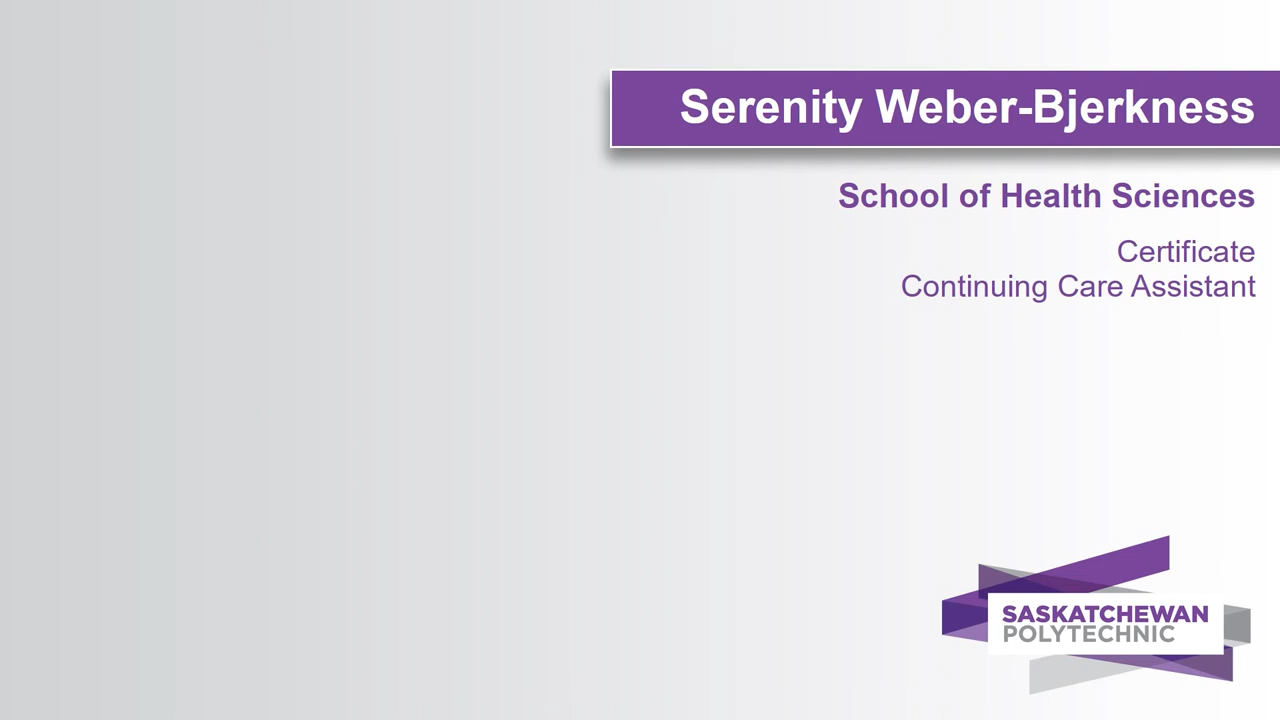 Serenity Weber-Bjerkness
School of Health Sciences
Certificate
Continuing Care Assistant
SASKATCHEWAN
POLYTECHNIC